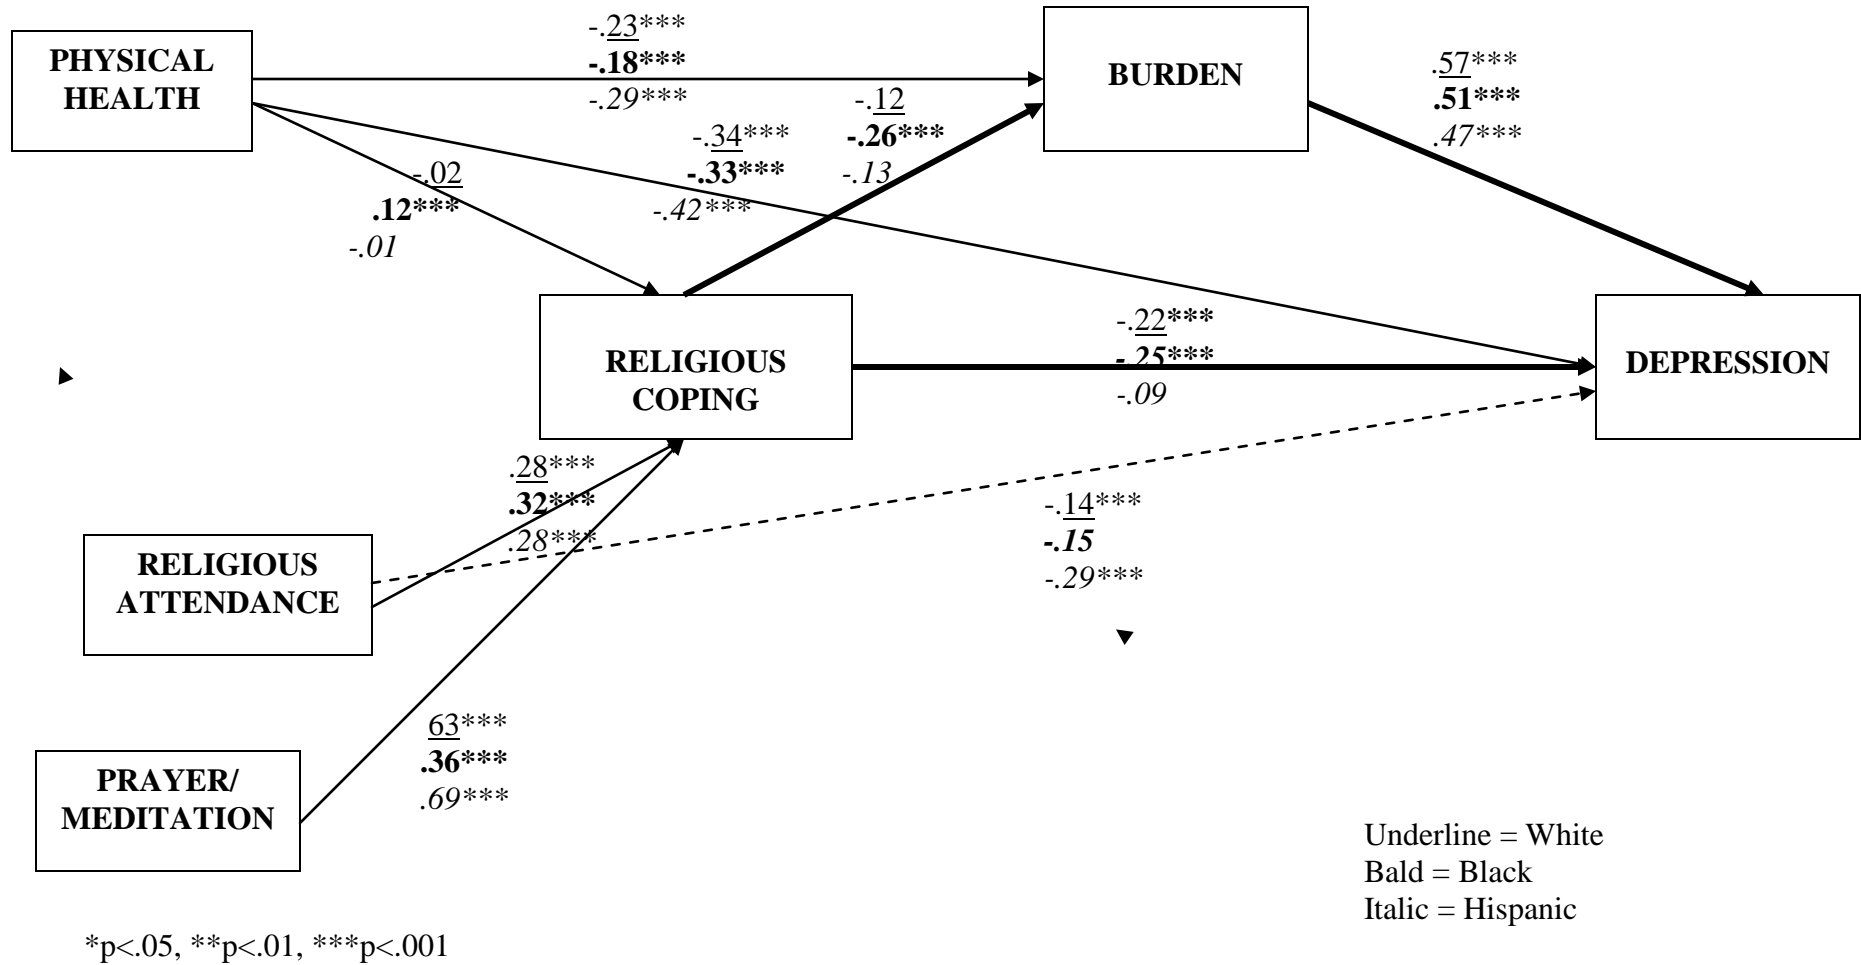 PHYSICAL
HEALTH
-.23***
-.18***
-.29***
BURDEN
.57***
.51***
.47***
-.12
-.26***
-.13
-.34***
-.33***
-.42***
-.02
.12***
-.01
RELIGIOUS
COPING
-.22***
-.25***
-.09
DEPRESSION
.28***
.32***
.28***
-.14***
-.15
-.29***
RELIGIOUS
ATTENDANCE
63***
.36***
.69***
PRAYER/
MEDITATION
Underline = White
Bald = Black
Italic = Hispanic
*p<.05, **p<.01, ***p<.001